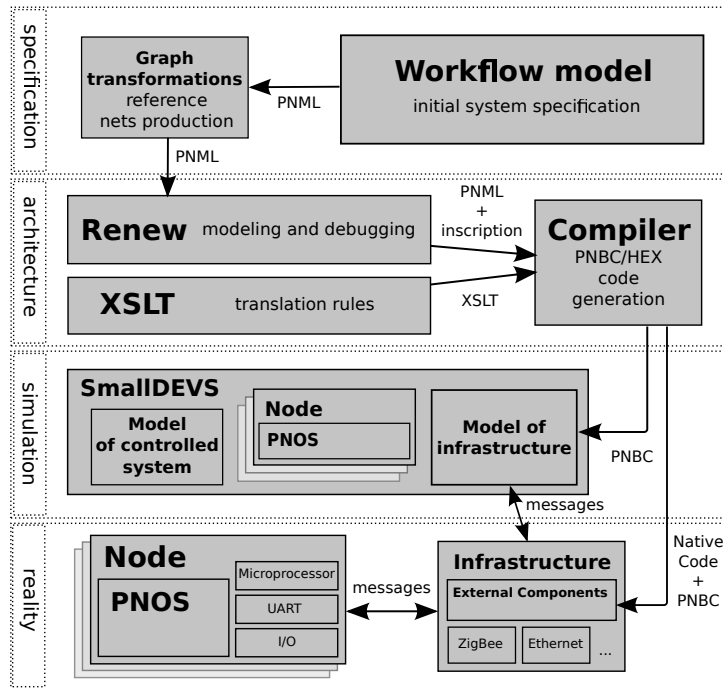 specification
Graph
transformations
reference
nets production
PNML
Workflow model
initial system specification
PNML
architecture
Renew modeling and debugging
PNML
+
inscription
XSLT translation rules
XSLT
Compiler
PNBC/HEX
code
generation
simulation
SmallDEVS
Model
of controlled
system
Node
PNOS
Model of
infrastructure
PNBC
messages
reality
Node
PNOS
Microprocessor
UART
I/O
messages
Infrastructure
External Components
ZigBee
Ethernet
...
Native
Code
+
PNBC